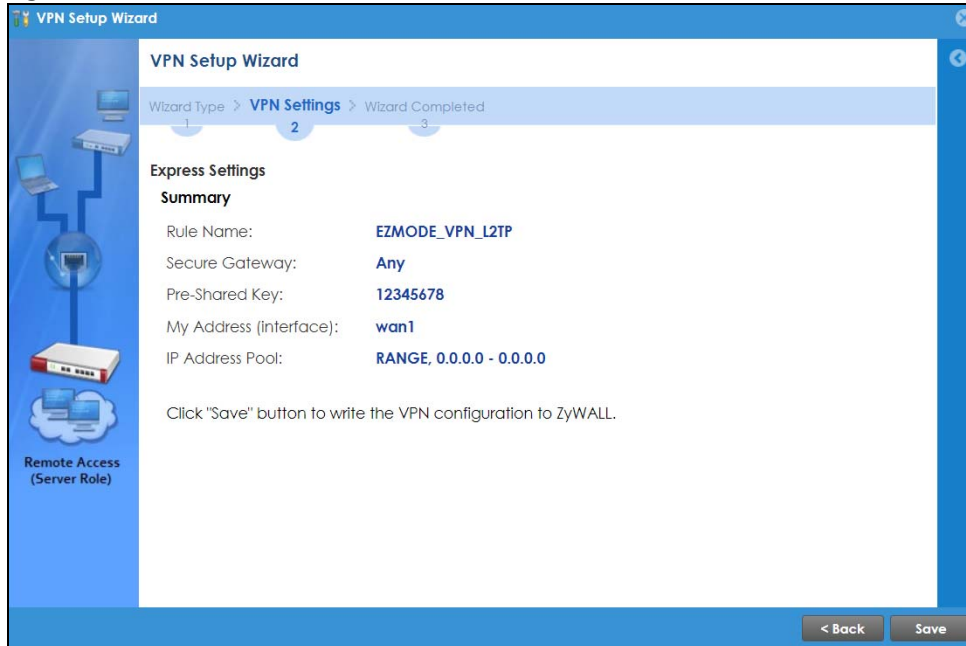 VPN Setup Wizard
VPN Setup Wizard
Wizard Type > VPN Settings > Wizard Completed
1 2 3
Express Settings
Summary
Rule Name: EZMODE_VPN_L2TP
Secure Gateway: Any
Pre-Shared Key: 12345678
My Address (interface): wan1
IP Address Pool: RANGE, 0.0.0.0 - 0.0.0.0
Click "Save" button to write the VPN configuration to ZyWALL.
Remote Access
(Server Role)
< Back Save